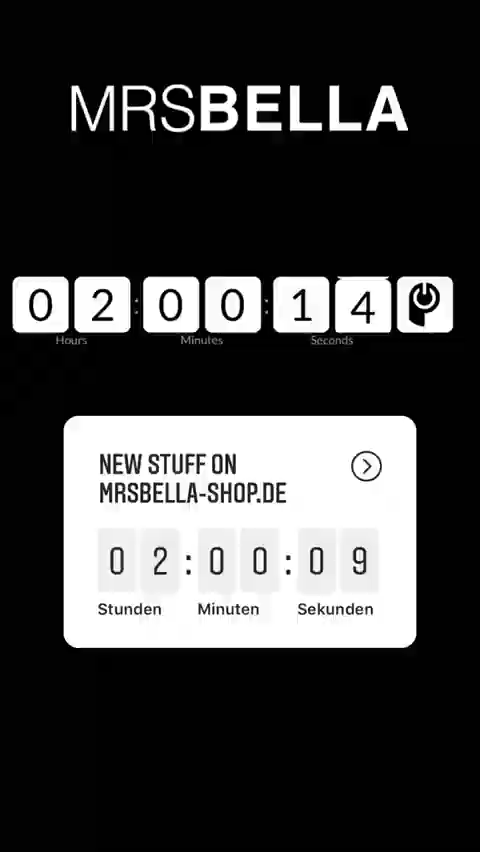 MRSBELLA
02:00:14
Hours Minutes Seconds
NEW STUFF ON
MRSBELLA-SHOP.DE
02:00:09
Stunden Minuten Sekunden